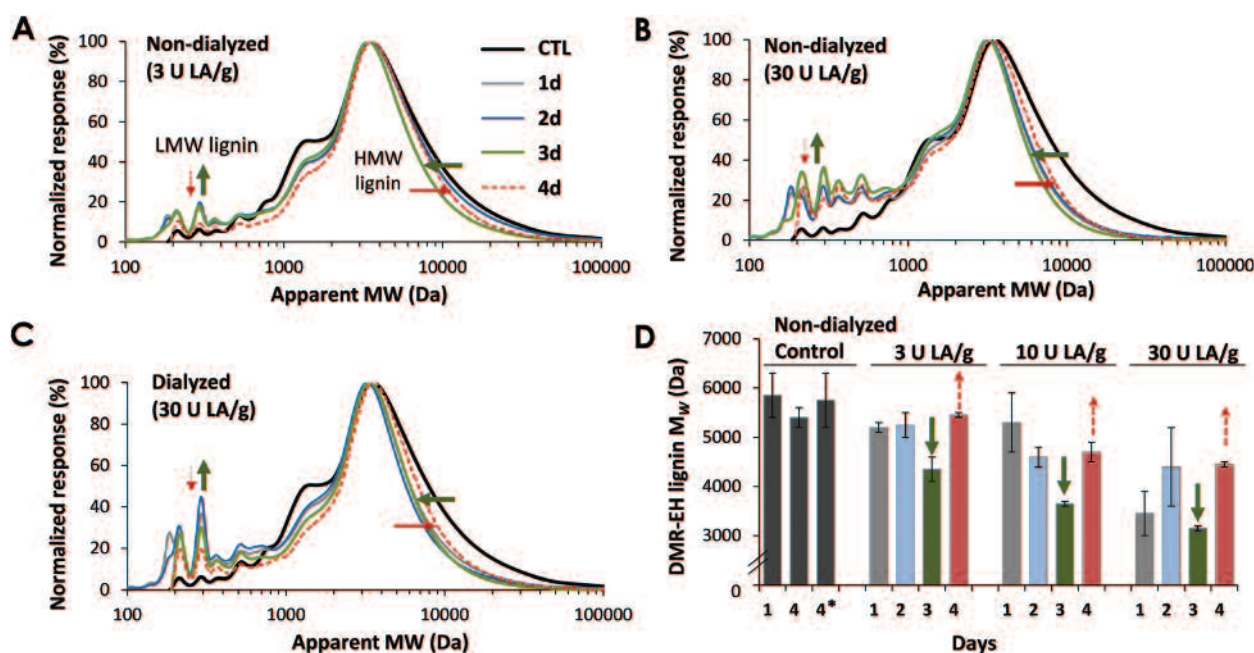 A
Non-dialyzed
(3 U LA/g)
LMW lignin
HMW
lignin
CTL
1d
2d
3d
4d
Normalized response (%)
100
80
60
40
20
0
100 1000 10000 100000
Apparent MW (Da)
B
Non-dialyzed
(30 U LA/g)
Normalized response (%)
100
80
60
40
20
0
100 1000 10000 100000
Apparent MW (Da)
C
Dialyzed
(30 U LA/g)
Normalized response (%)
100
80
60
40
20
0
100 1000 10000 100000
Apparent MW (Da)
D
Non-dialyzed
Control 3 U LA/g 10 U LA/g 30 U LA/g
DMR-EH lignin Mw (Da)
7000
6000
5000
4000
3000
0
1 4 4* 1 2 3 4 1 2 3 4 1 2 3 4
Days